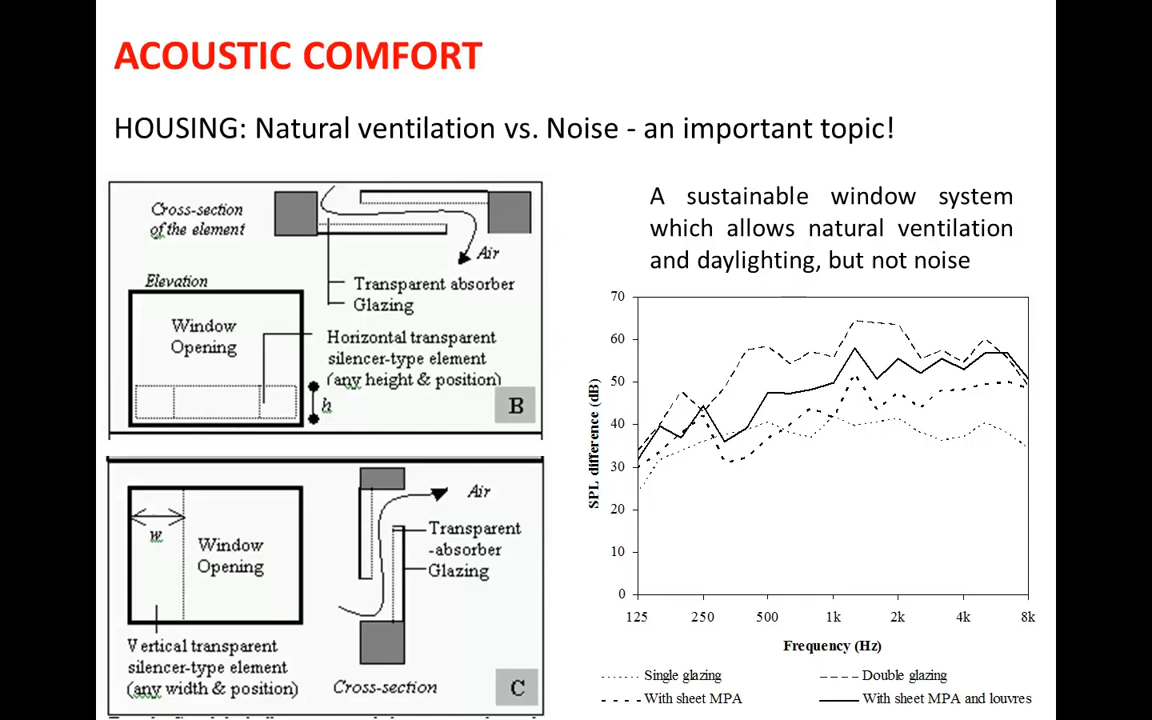 ACOUSTIC COMFORT
HOUSING: Natural ventilation vs. Noise - an important topic!
Cross-section
of the element
Air
Transparent absorber
Glazing
Elevation
Window
Opening
Horizontal transparent
silencer-type element
(any height & position)
h
B
w
Window
Opening
Air
Transparent
-absorber
Glazing
Vertical transparent
silencer-type element
(any width & position)
Cross-section
C
A sustainable window system
which allows natural ventilation
and daylighting, but not noise
SPL difference (dB)
70
60
50
40
30
20
10
0
125 250 500 1k 2k 4k 8k
Frequency (Hz)
Single glazing Double glazing
With sheet MPA With sheet MPA and louvres